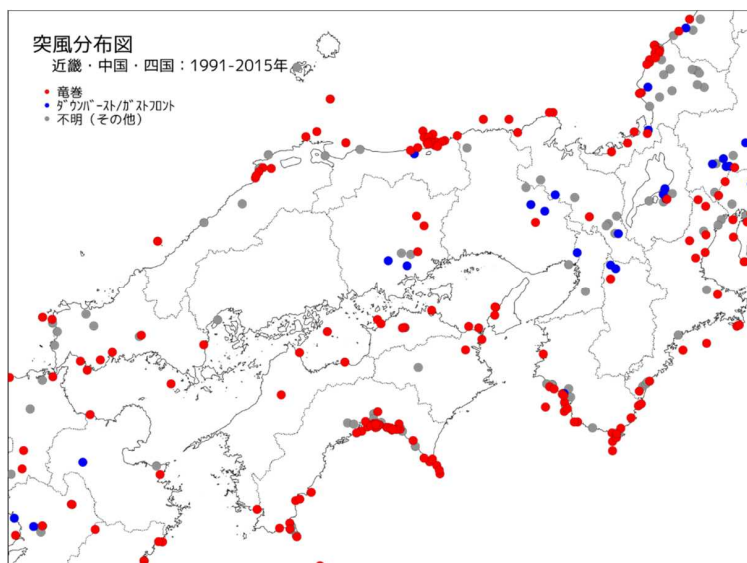 突風分布図
近畿・中国・四国：1991-2015年
竜巻
ﾀﾞｳﾝﾊﾞｰｽﾄ/ｶﾞｽﾄﾌﾛﾝﾄ
不明（その他）